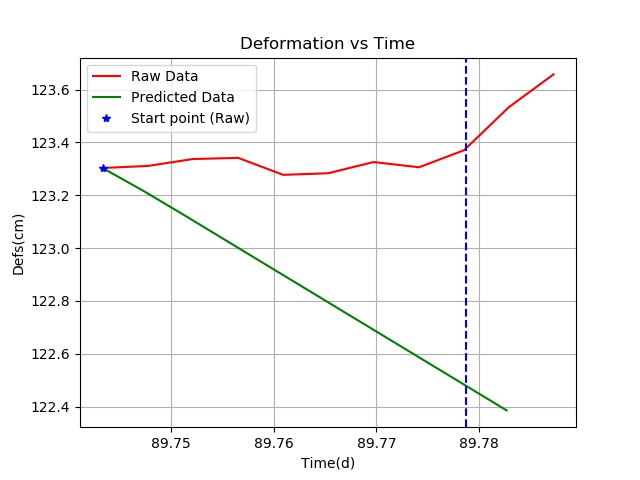 Deformation vs Time
Raw Data
Predicted Data
Start point (Raw)
123.6
123.4
123.2
123.0
122.8
122.6
122.4
Defs(cm)
89.75 89.76 89.77 89.78
Time(d)